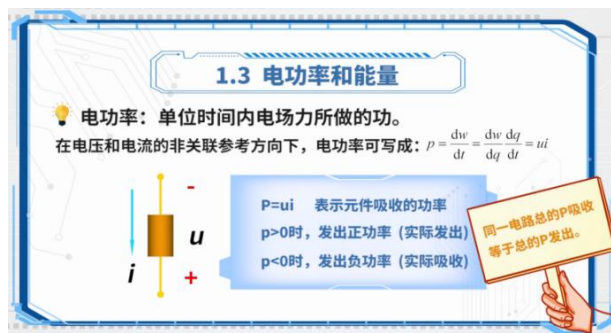 1.3 电功率和能量
电功率：单位时间内电场力所做的功。
在电压和电流的非关联参考方向下，电功率可写成：p = dw/dt = dw/dq dq/dt = ui
-
u
i
+
P=ui 表示元件吸收的功率
p>0时，发出正功率 (实际发出)
p<0时，发出负功率 (实际吸收)
同一电路总的P吸收
等于总的P发出。